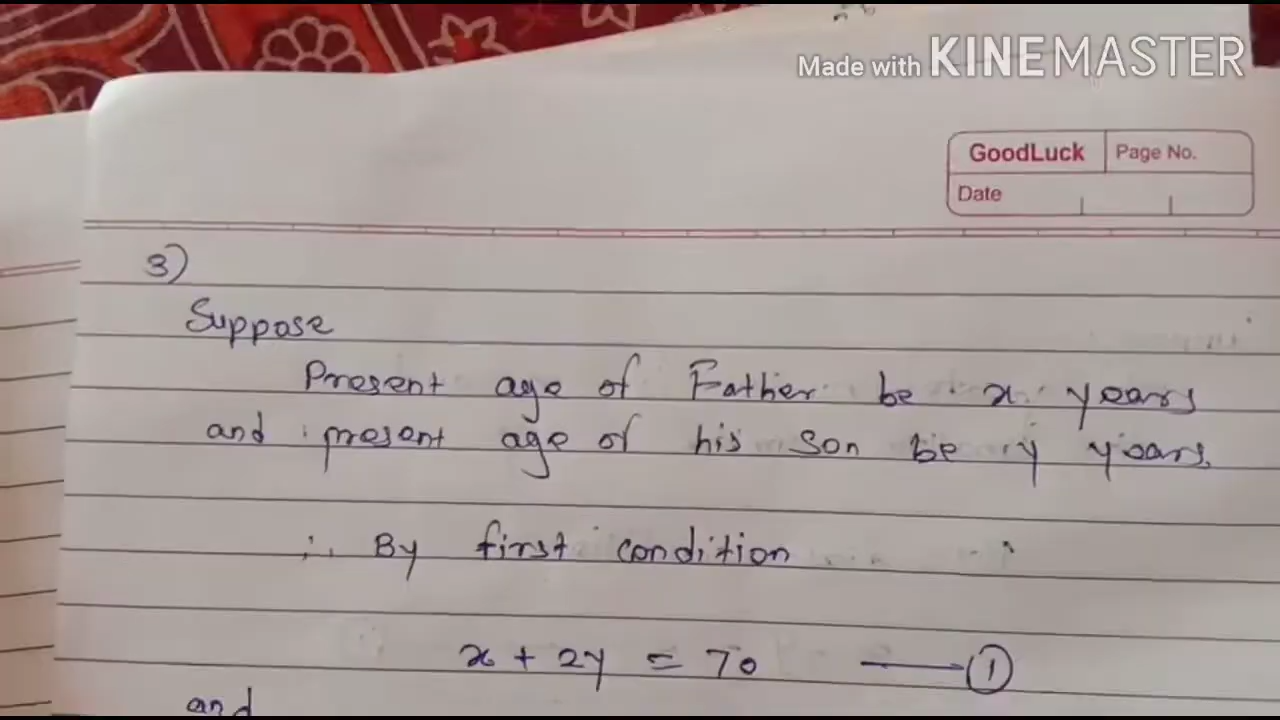 Made with KINEMASTER
GoodLuck Page No.
Date
3)
Suppose
Present age of Father be x years
and present age of his son be y years.
∴ By first condition
x + 2y = 70 ——— ①
and